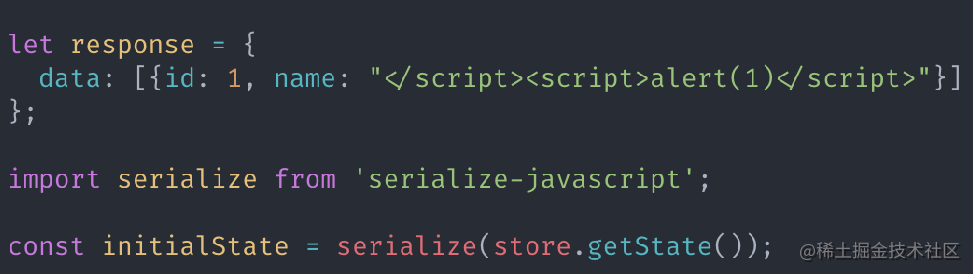 let response = {
  data: [{id: 1, name: "</script><script>alert(1)</script>"}]
};
import serialize from 'serialize-javascript';
const initialState = serialize(store.getState());
@稀土掘金技术社区